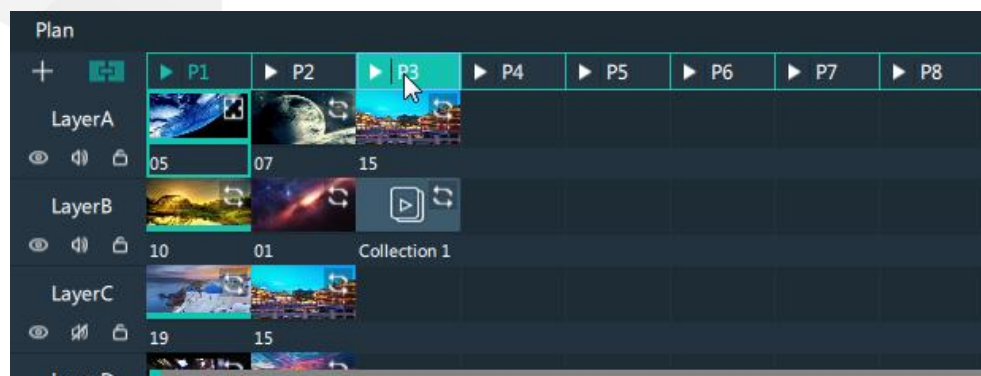 Plan
P1 P2 P3 P4 P5 P6 P7 P8
LayerA
05 07 15
LayerB
10 01 Collection 1
LayerC
19 15